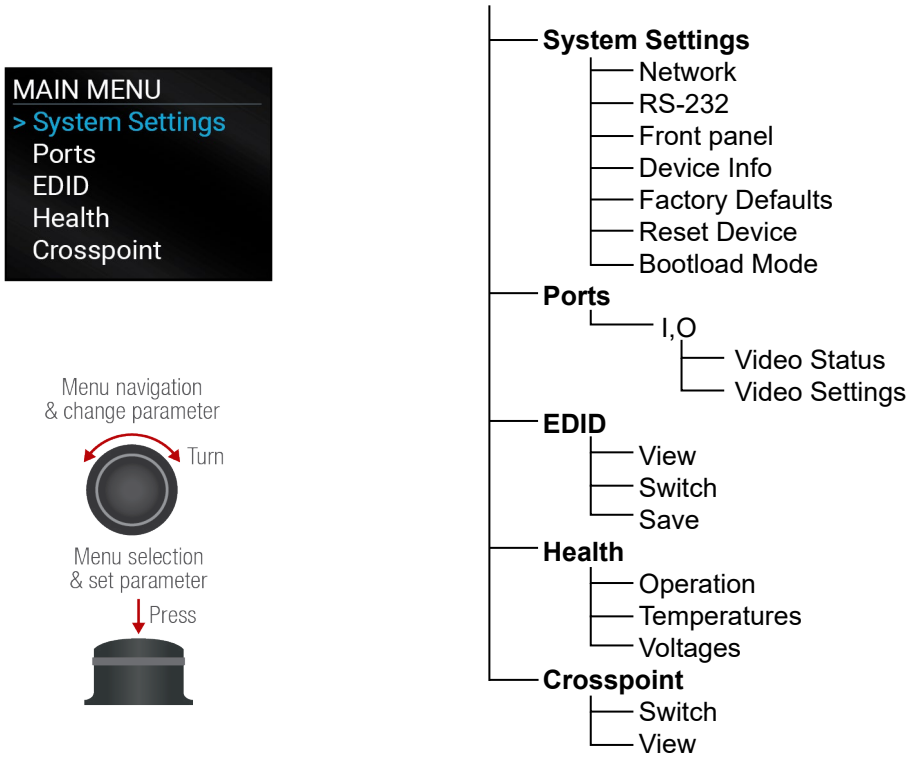 MAIN MENU
> System Settings
Ports
EDID
Health
Crosspoint
Menu navigation
& change parameter
Turn
Menu selection
& set parameter
Press
System Settings
Network
RS-232
Front panel
Device Info
Factory Defaults
Reset Device
Bootload Mode
Ports
I,O
Video Status
Video Settings
EDID
View
Switch
Save
Health
Operation
Temperatures
Voltages
Crosspoint
Switch
View